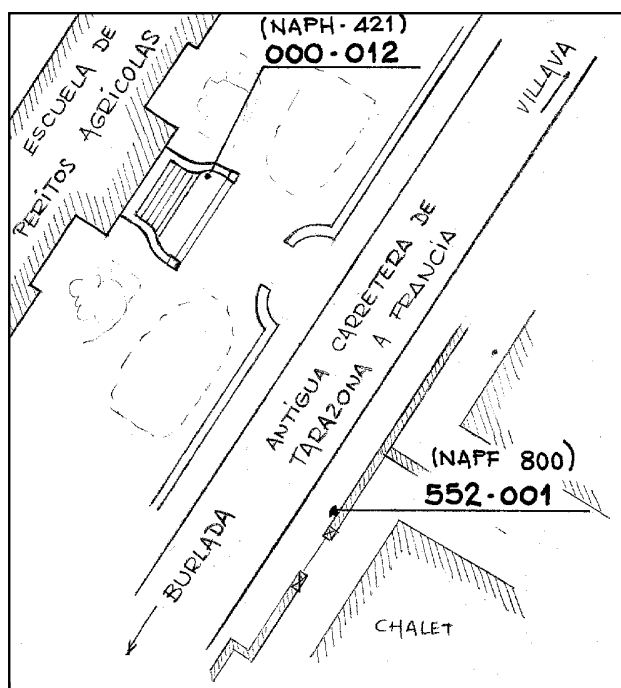 (NAPH-421)
000-012
ESCUELA DE
PERITOS AGRÍCOLAS
VILLAVA
ANTIGUA CARRETERA DE
TARAZONA A FRANCIA
(NAPF 800)
552-001
BURLADA
CHALET